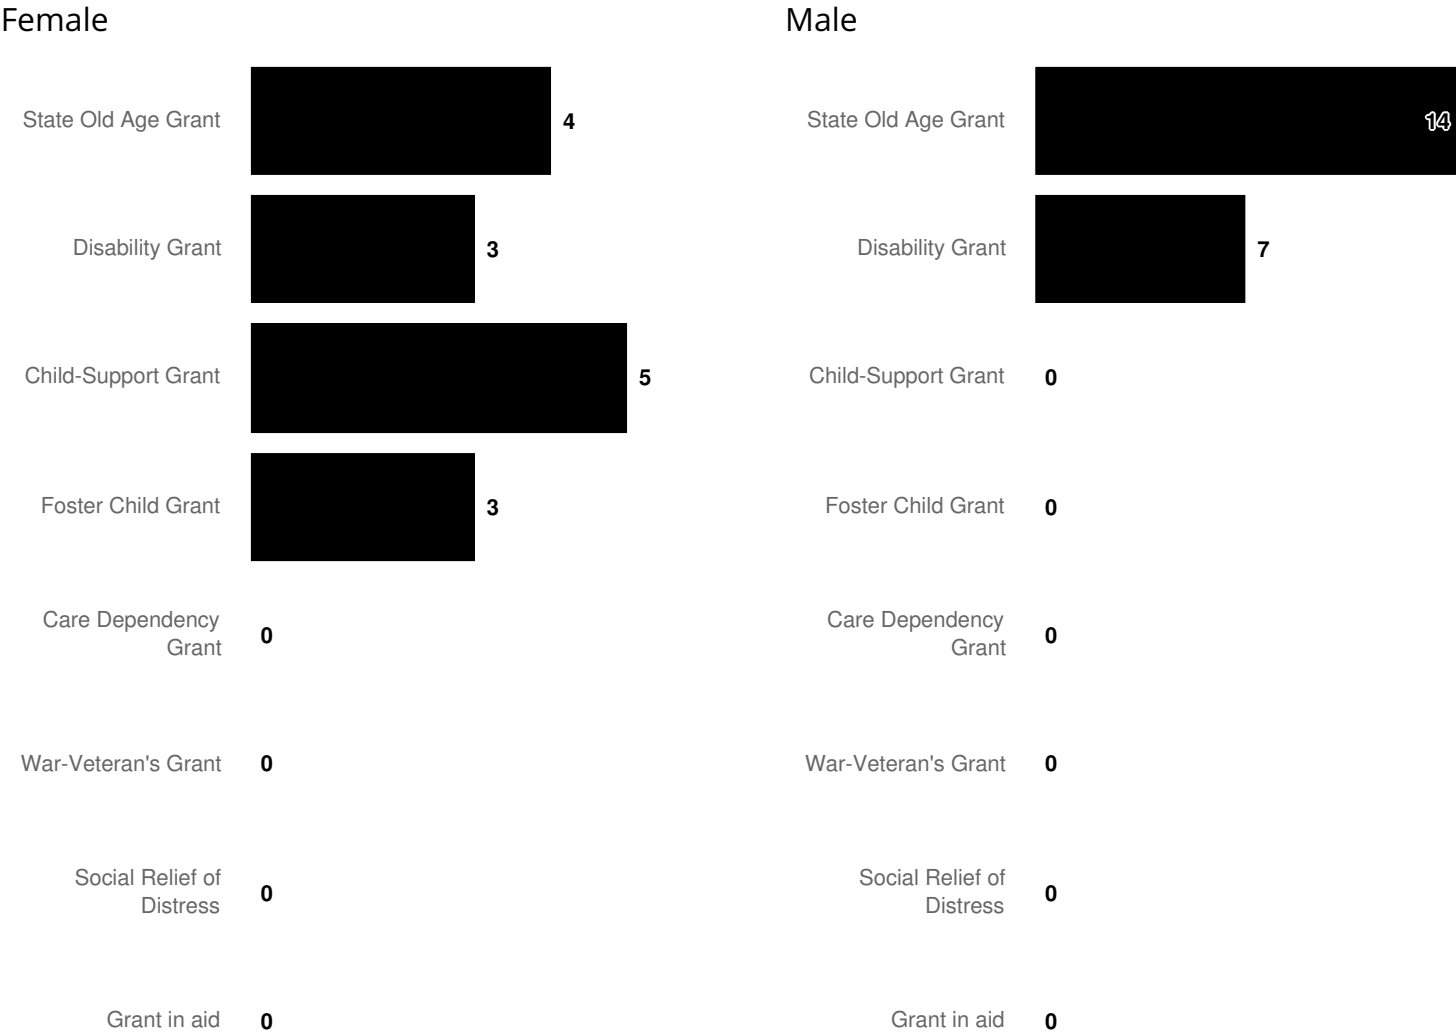 Female
State Old Age Grant
4
Disability Grant
3
Child-Support Grant
5
Foster Child Grant
3
Care Dependency
Grant
0
War-Veteran's Grant
0
Social Relief of
Distress
0
Grant in aid
0
Male
State Old Age Grant
14
Disability Grant
7
Child-Support Grant
0
Foster Child Grant
0
Care Dependency
Grant
0
War-Veteran's Grant
0
Social Relief of
Distress
0
Grant in aid
0